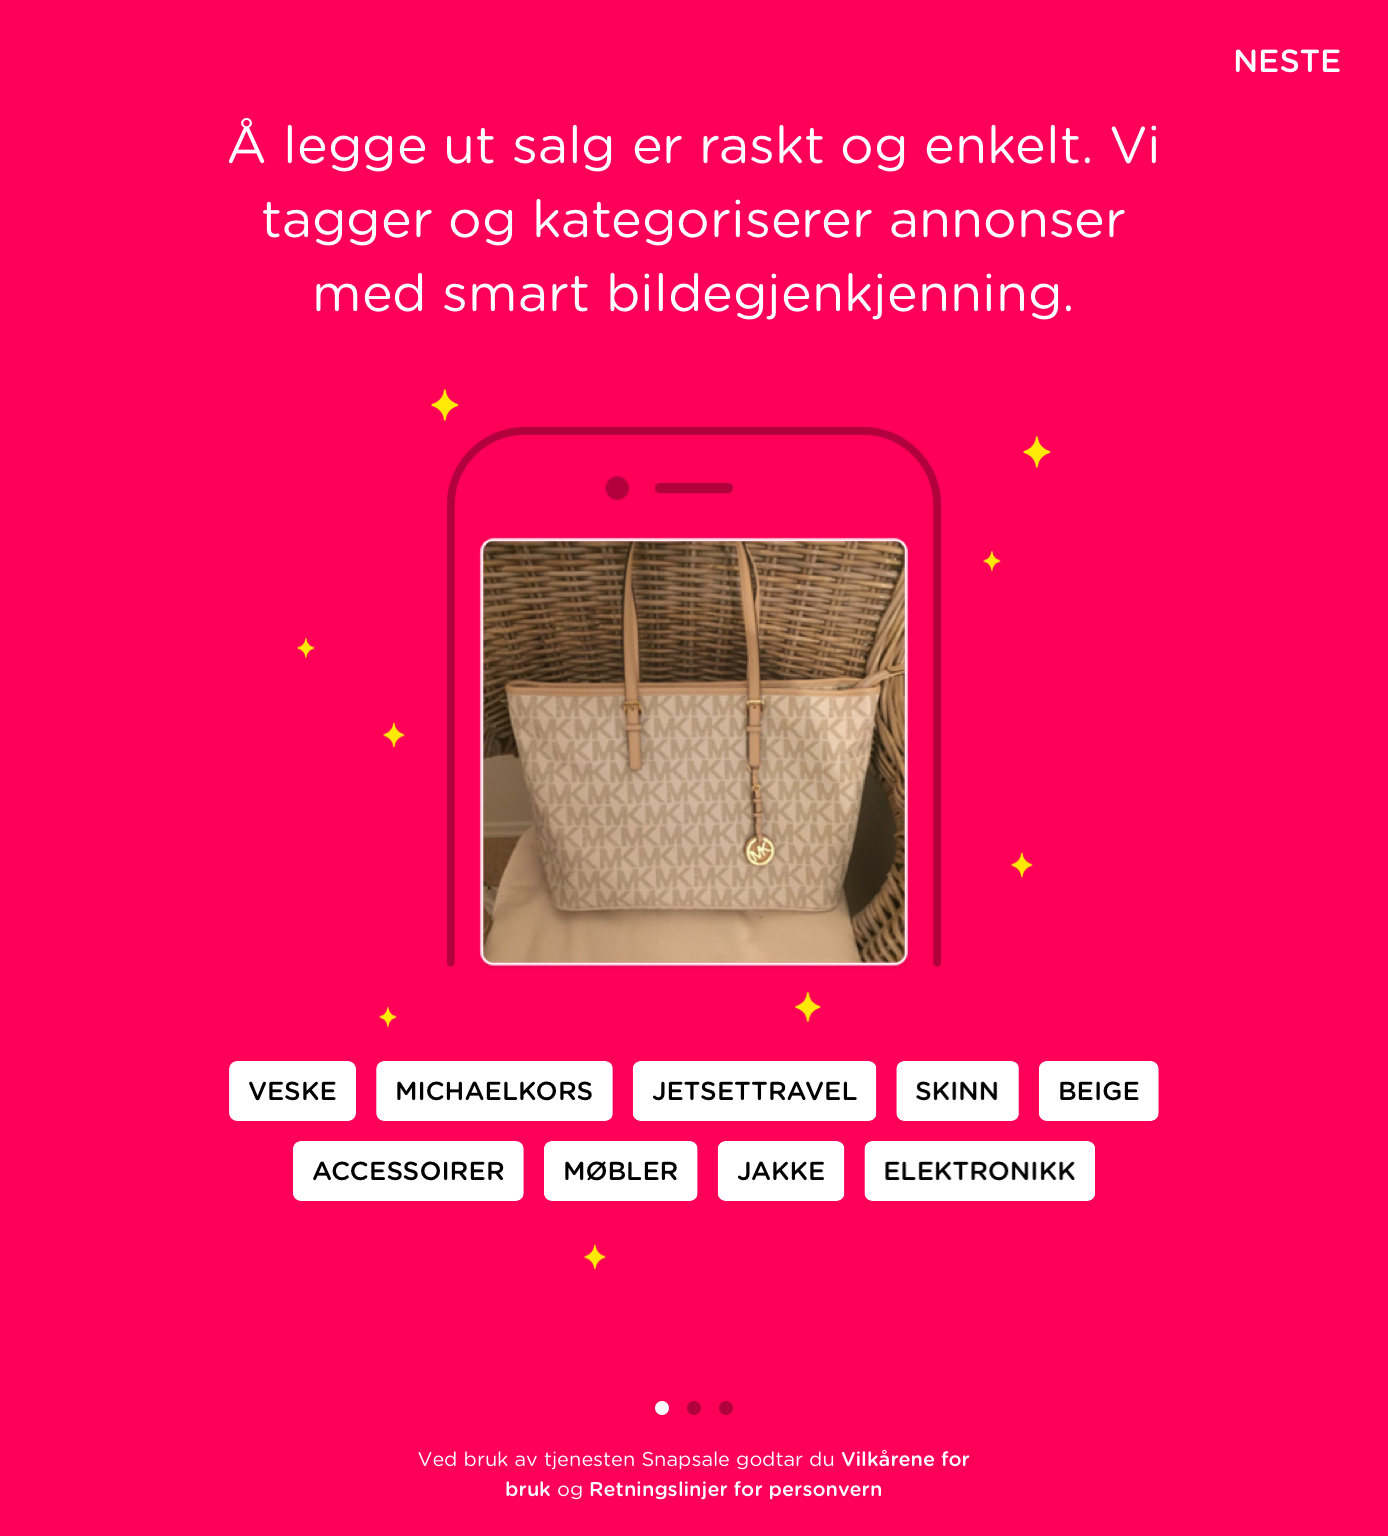 NESTE
Å legge ut salg er raskt og enkelt. Vi
tagger og kategoriserer annonser
med smart bildegjenkjenning.
MK
VESKE MICHAELKORS JETSETTRAVEL SKINN BEIGE
ACCESSOIRER MØBLER JAKKE ELEKTRONIKK
Ved bruk av tjenesten Snapsale godtar du Vilkårene for
bruk og Retningslinjer for personvern